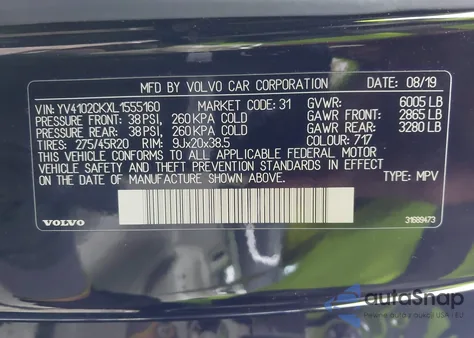 MFD BY VOLVO CAR CORPORATION DATE: 08/19
VIN: YV4102CKXL1555160 MARKET CODE: 31 GVWR: 6005 LB
PRESSURE FRONT: 38 PSI, 260 KPA COLD GAWR FRONT: 2865 LB
PRESSURE REAR: 38 PSI, 260 KPA COLD GAWR REAR: 3280 LB
TIRES: 275/45R20 RIM: 9Jx20x38.5 COLOR: 717
THIS VEHICLE CONFORMS TO ALL APPLICABLE FEDERAL MOTOR
VEHICLE SAFETY AND THEFT PREVENTION STANDARDS IN EFFECT
ON THE DATE OF MANUFACTURE SHOWN ABOVE. TYPE: MPV
VOLVO 31689473
autoSnap